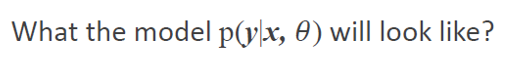 What the model p(y|x, θ) will look like?